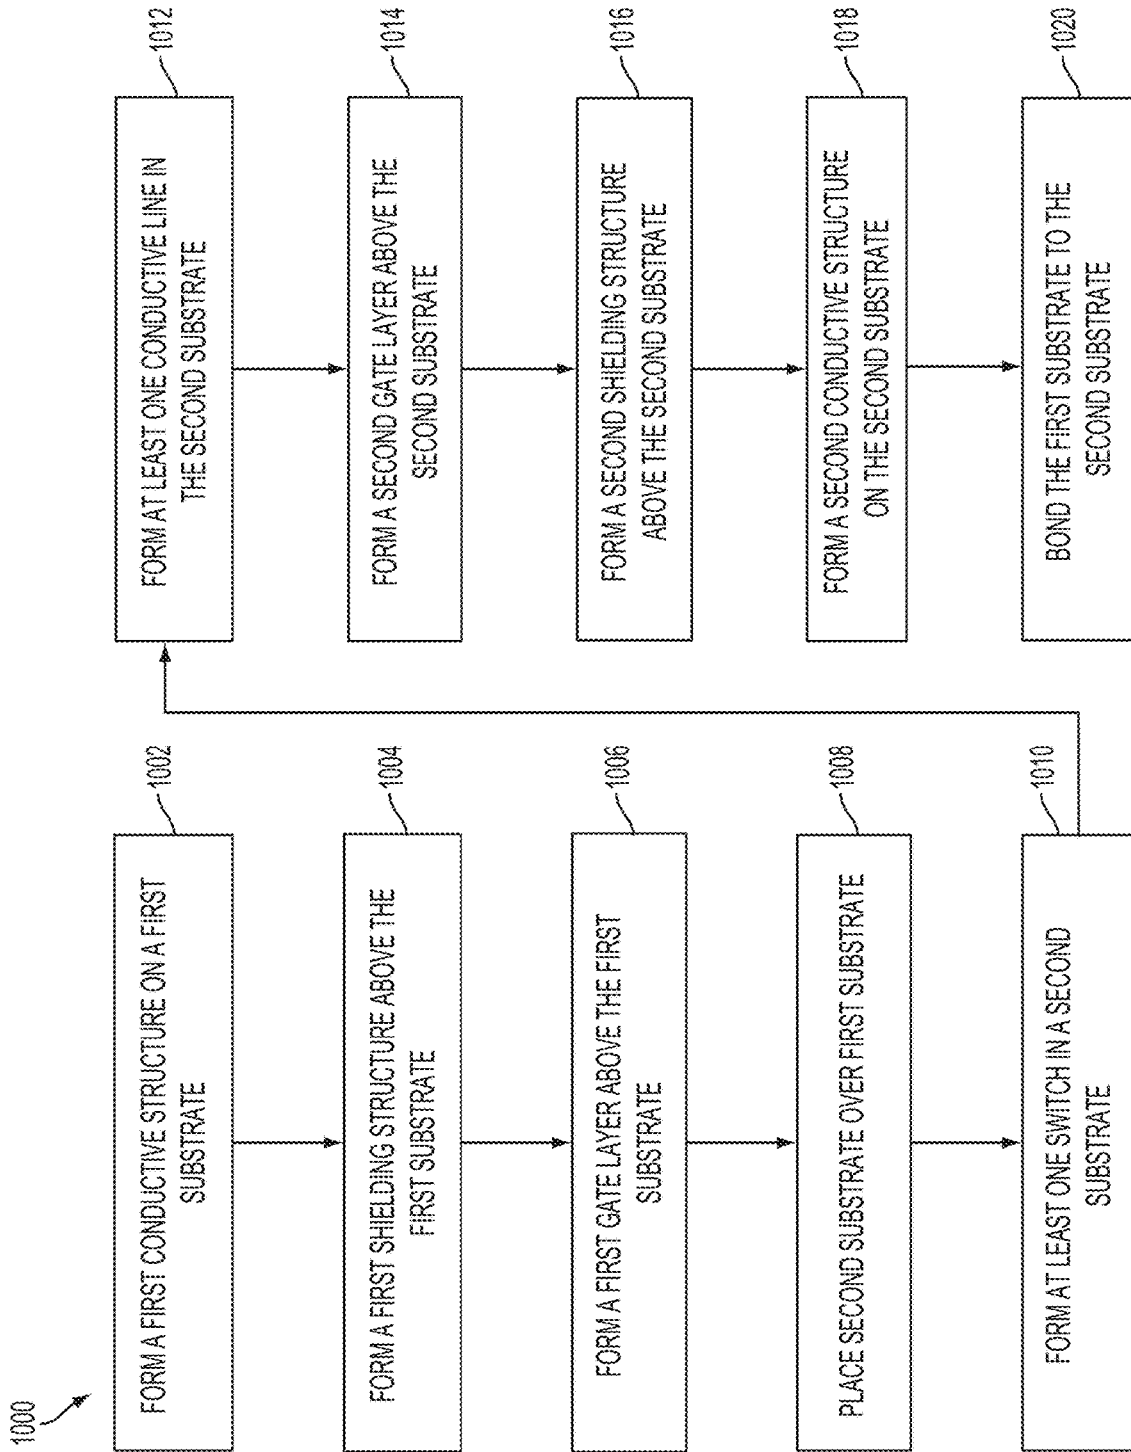 1000
FORM A FIRST CONDUCTIVE STRUCTURE ON A FIRST
SUBSTRATE
1002
FORM A FIRST SHIELDING STRUCTURE ABOVE THE
FIRST SUBSTRATE
1004
FORM A FIRST GATE LAYER ABOVE THE FIRST
SUBSTRATE
1006
PLACE SECOND SUBSTRATE OVER FIRST SUBSTRATE
1008
FORM AT LEAST ONE SWITCH IN A SECOND
SUBSTRATE
1010
FORM AT LEAST ONE CONDUCTIVE LINE IN
THE SECOND SUBSTRATE
1012
FORM A SECOND GATE LAYER ABOVE THE
SECOND SUBSTRATE
1014
FORM A SECOND SHIELDING STRUCTURE
ABOVE THE SECOND SUBSTRATE
1016
FORM A SECOND CONDUCTIVE STRUCTURE
ON THE SECOND SUBSTRATE
1018
BOND THE FIRST SUBSTRATE TO THE
SECOND SUBSTRATE
1020